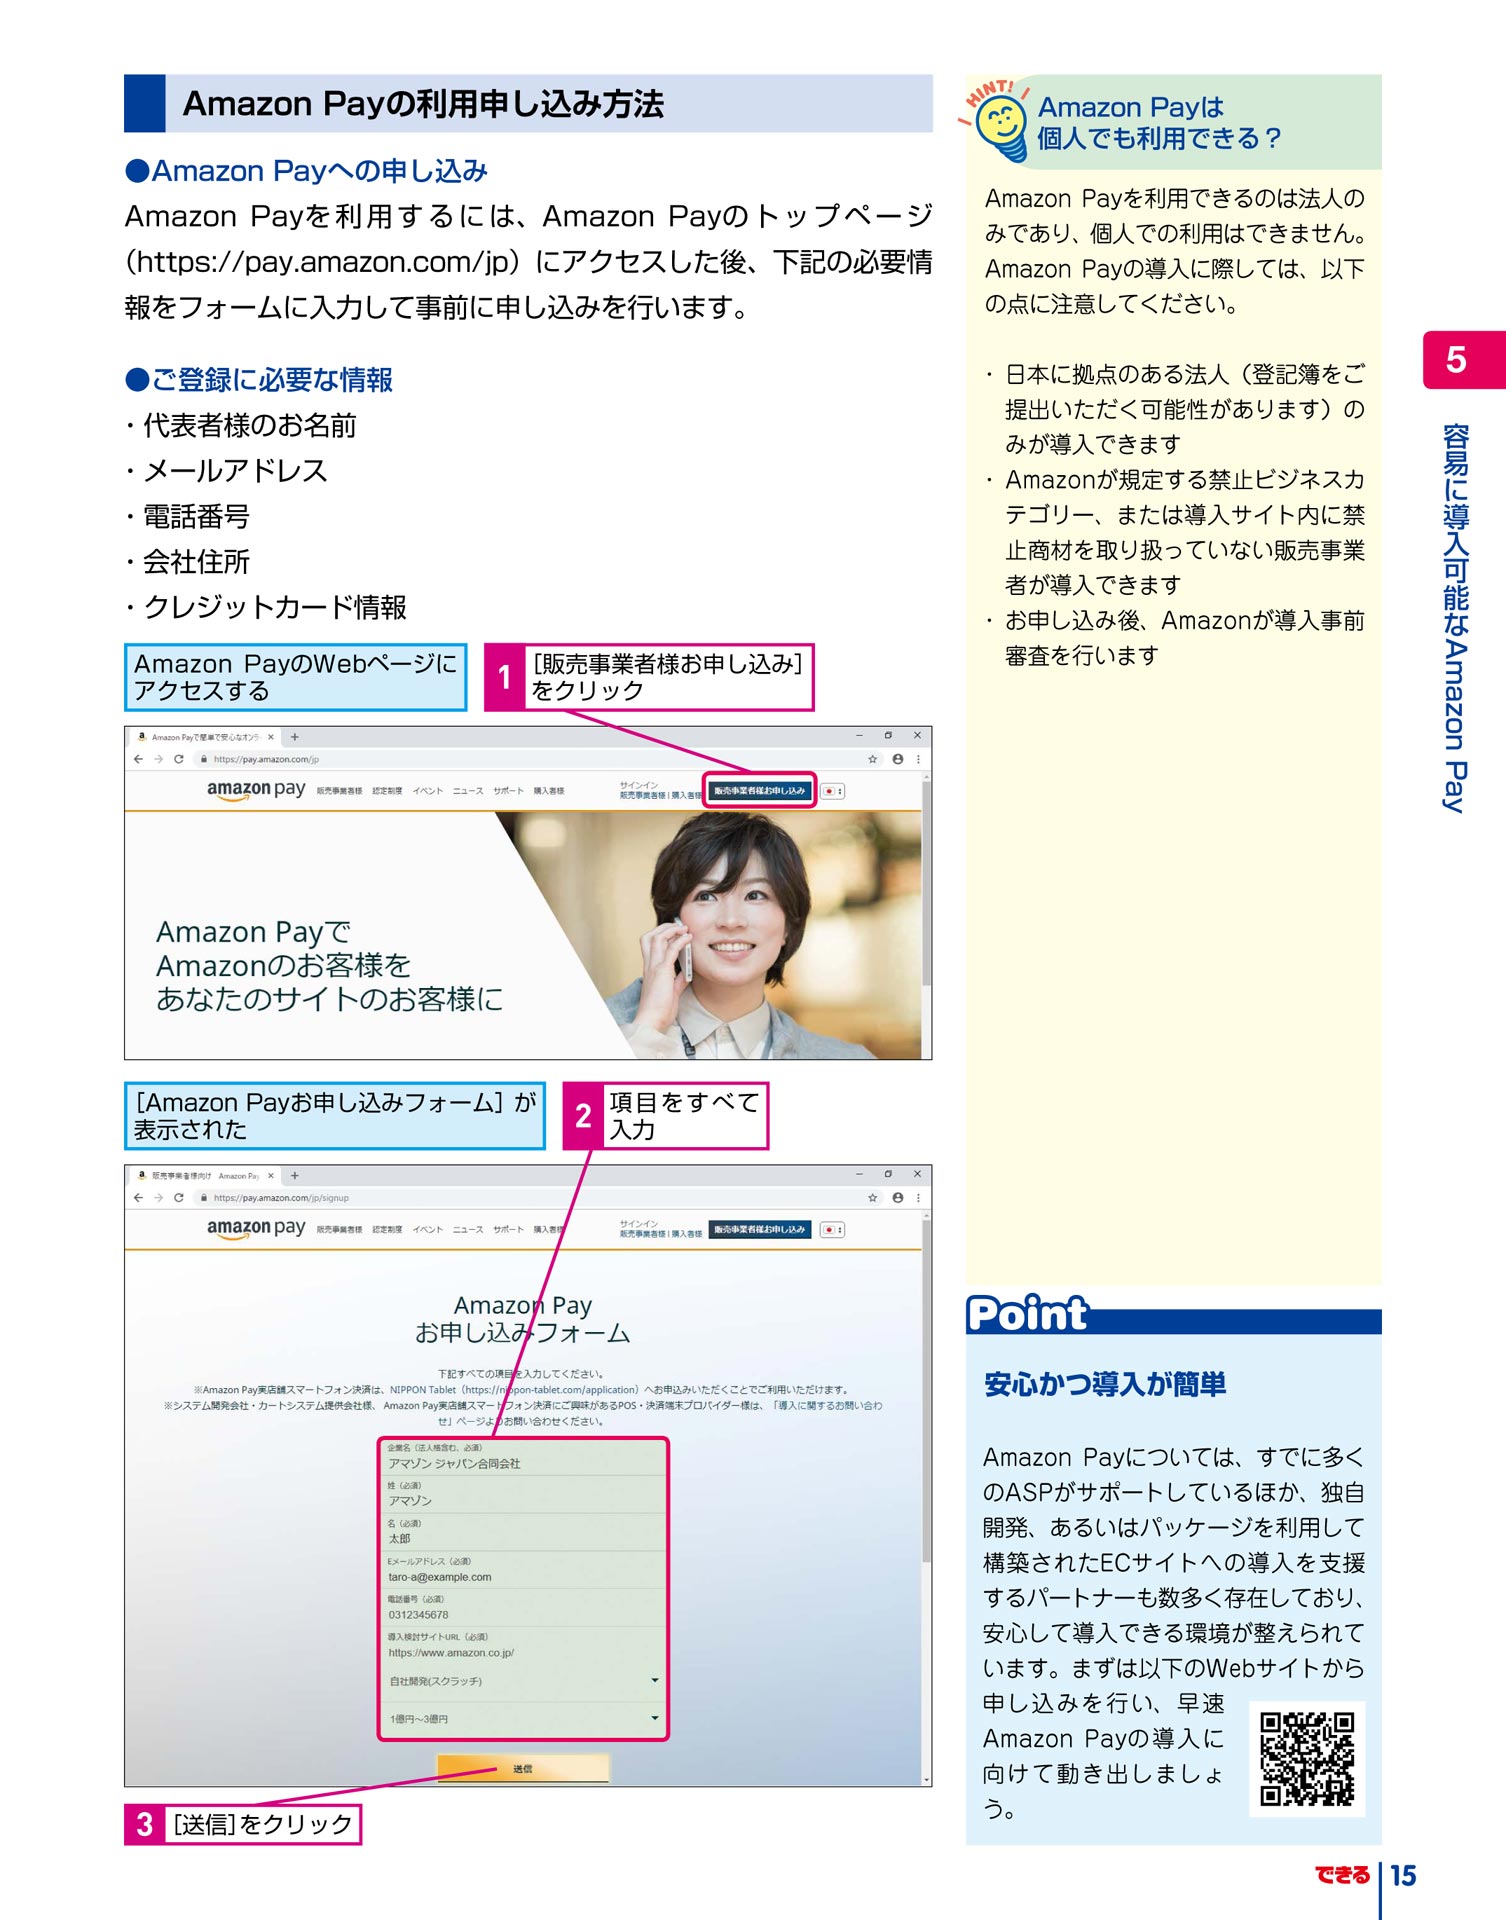 Amazon Payの利用申し込み方法
●Amazon Payへの申し込み
Amazon Payを利用するには、Amazon Payのトップページ
（https://pay.amazon.com/jp）にアクセスした後、下記の必要情
報をフォームに入力して事前に申し込みを行います。
●ご登録に必要な情報
・代表者様のお名前
・メールアドレス
・電話番号
・会社住所
・クレジットカード情報
Amazon PayのWebページに
アクセスする
1 ［販売事業者様お申し込み］
をクリック
Amazon Payで簡単で安心なオンラ
https://pay.amazon.com/jp
amazon pay 販売事業者様 認定制度 イベント ニュース サポート 購入者様
サインイン
販売事業者様 | 購入者様
販売事業者様お申し込み
Amazon Payで
Amazonのお客様を
あなたのサイトのお客様に
［Amazon Payお申し込みフォーム］が
表示された
2 項目をすべて
入力
販売事業者様向け Amazon Pay
https://pay.amazon.com/jp/signup
amazon pay 販売事業者様 認定制度 イベント ニュース サポート 購入者様
サインイン
販売事業者様 | 購入者様
販売事業者様お申し込み
Amazon Pay
お申し込みフォーム
下記すべての項目を入力してください。
※Amazon Pay実店舗スマートフォン決済は、NIPPON Tablet（https://nippon-tablet.com/application）へお申込みいただくことでご利用いただけます。
※システム開発会社・カートシステム提供会社様、Amazon Pay実店舗スマートフォン決済にご興味があるPOS・決済端末プロバイダー様は、「導入に関するお問い合わ
せ」ページよりお問い合わせください。
企業名（法人格含む、必須）
アマゾン ジャパン合同会社
姓（必須）
アマゾン
名（必須）
太郎
Eメールアドレス（必須）
taro-a@example.com
電話番号（必須）
0312345678
導入検討サイトURL（必須）
https://www.amazon.co.jp/
自社開発(スクラッチ)
1億円〜3億円
送信
3 ［送信］をクリック
HINT!
Amazon Payは
個人でも利用できる？
Amazon Payを利用できるのは法人の
みであり、個人での利用はできません。
Amazon Payの導入に際しては、以下
の点に注意してください。
・日本に拠点のある法人（登記簿をご
提出いただく可能性があります）の
みが導入できます
・Amazonが規定する禁止ビジネスカ
テゴリー、または導入サイト内に禁
止商材を取り扱っていない販売事業
者が導入できます
・お申し込み後、Amazonが導入事前
審査を行います
Point
安心かつ導入が簡単
Amazon Payについては、すでに多く
のASPがサポートしているほか、独自
開発、あるいはパッケージを利用して
構築されたECサイトへの導入を支援
するパートナーも数多く存在しており、
安心して導入できる環境が整えられて
います。まずは以下のWebサイトから
申し込みを行い、早速
Amazon Payの導入に
向けて動き出しましょ
う。
5
容易に導入可能なAmazon Pay
できる
15